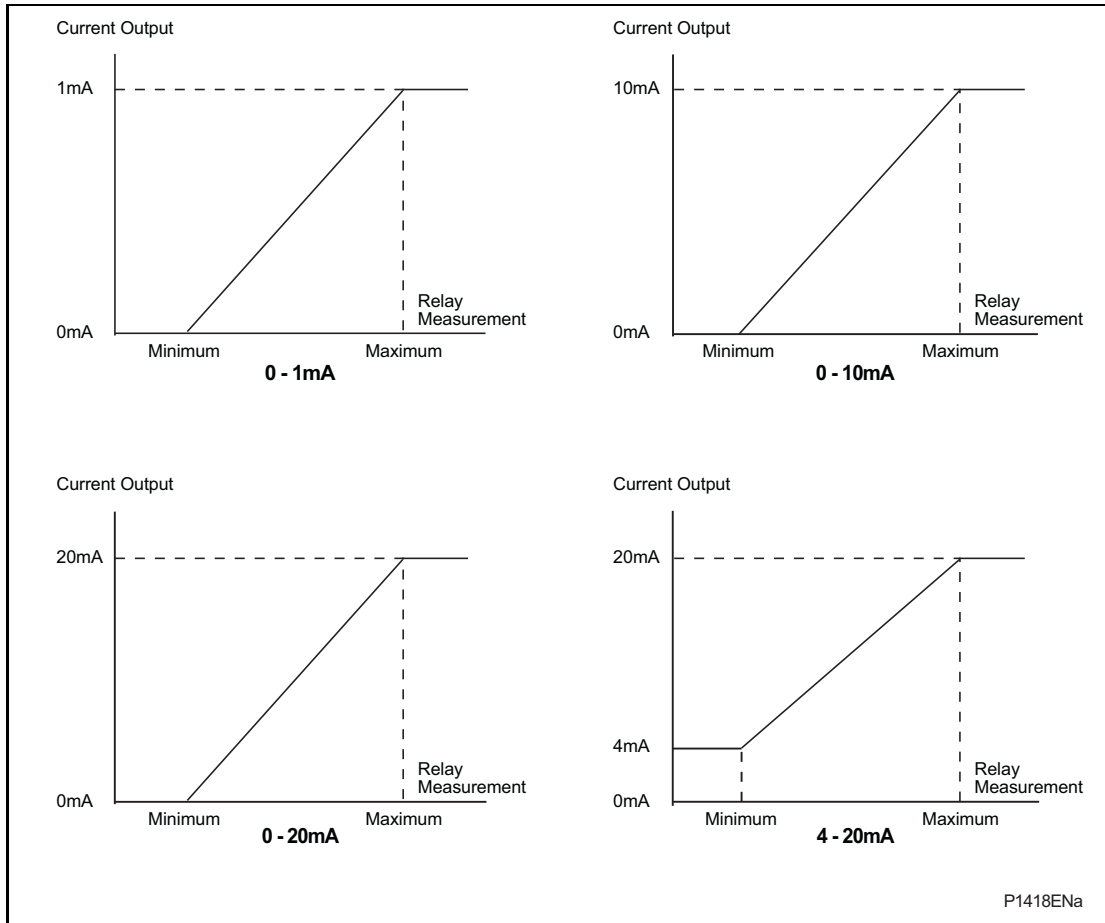 Current Output
1mA
0mA
Relay
Measurement
Minimum
Maximum
0 - 1mA
Current Output
10mA
0mA
Relay
Measurement
Minimum
Maximum
0 - 10mA
Current Output
20mA
0mA
Relay
Measurement
Minimum
Maximum
0 - 20mA
Current Output
20mA
4mA
0mA
Relay
Measurement
Minimum
Maximum
4 - 20mA
P1418ENa